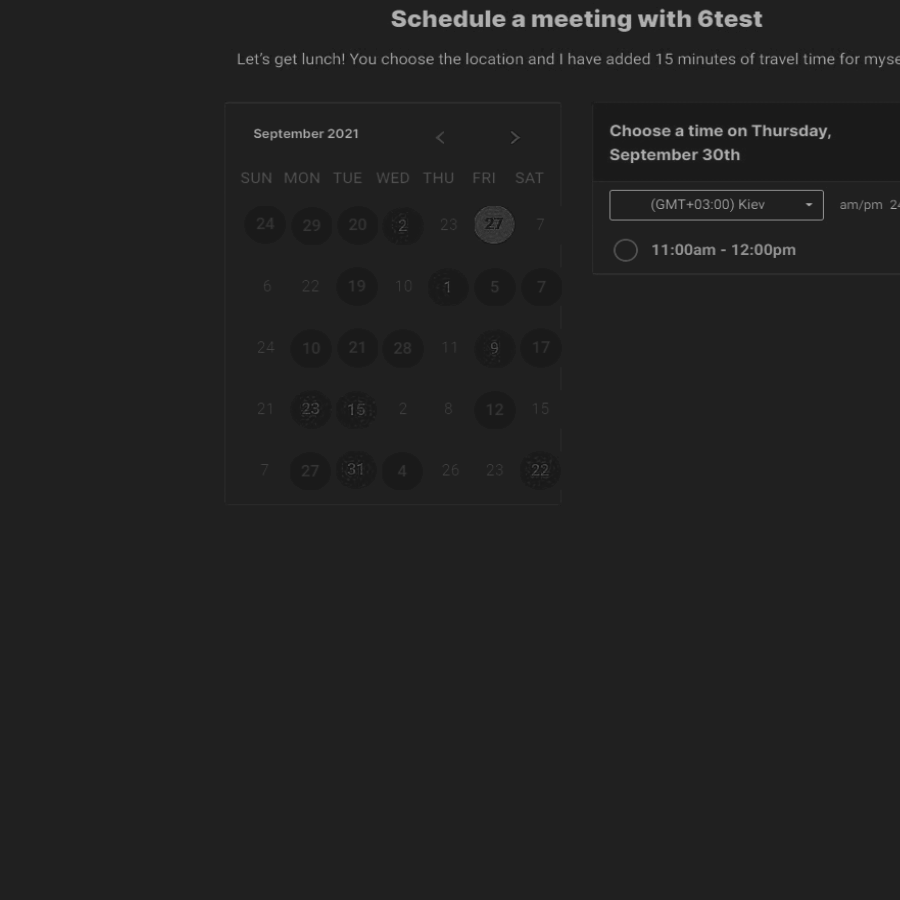 Schedule a meeting with 6test
Let's get lunch! You choose the location and I have added 15 minutes of travel time for myse
September 2021
SUN MON TUE WED THU FRI SAT
24 29 20 2 23 27 7
6 22 19 10 1 5 7
24 10 21 28 11 9 17
21 23 15 2 8 12 15
7 27 31 4 26 23 22
Choose a time on Thursday,
September 30th
(GMT+03:00) Kiev am/pm 24
11:00am - 12:00pm